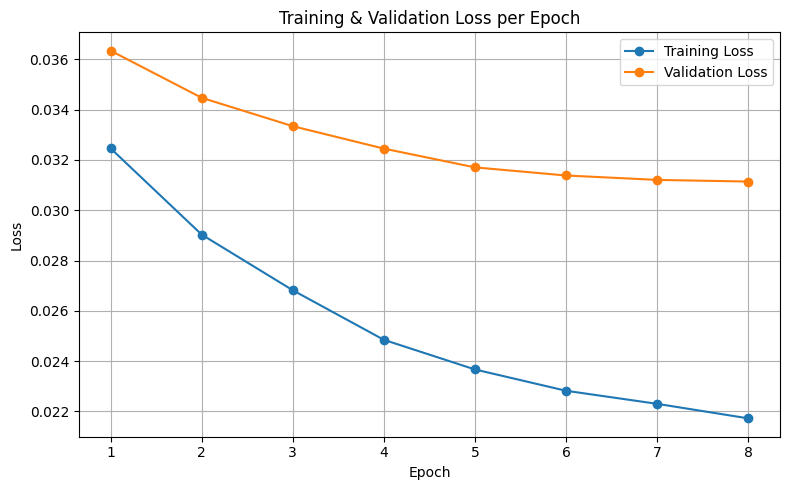 Training & Validation Loss per Epoch
Training Loss
Validation Loss
0.036
0.034
0.032
0.030
0.028
0.026
0.024
0.022
Loss
1 2 3 4 5 6 7 8
Epoch